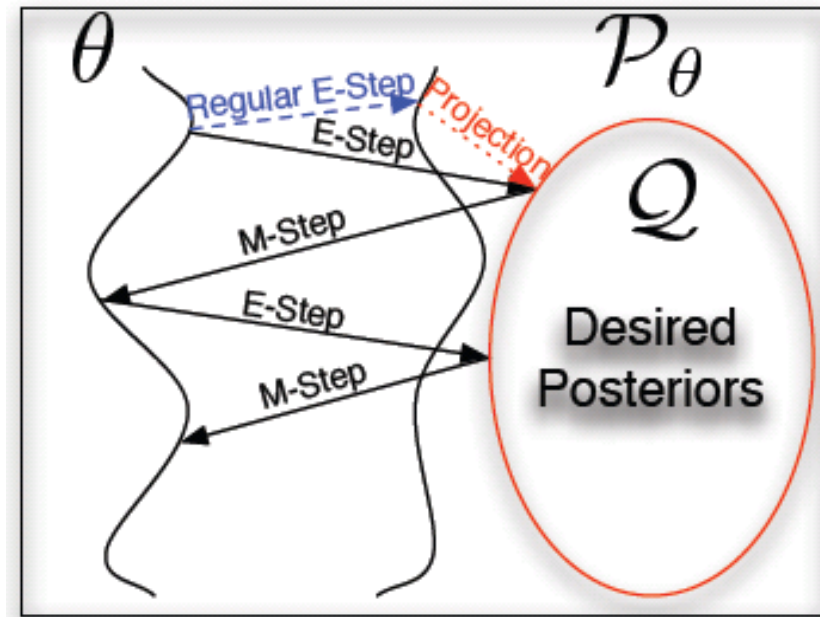 θ
𝒫θ
Regular E-Step
Projection
E-Step
𝒬
M-Step
E-Step
Desired
Posteriors
M-Step